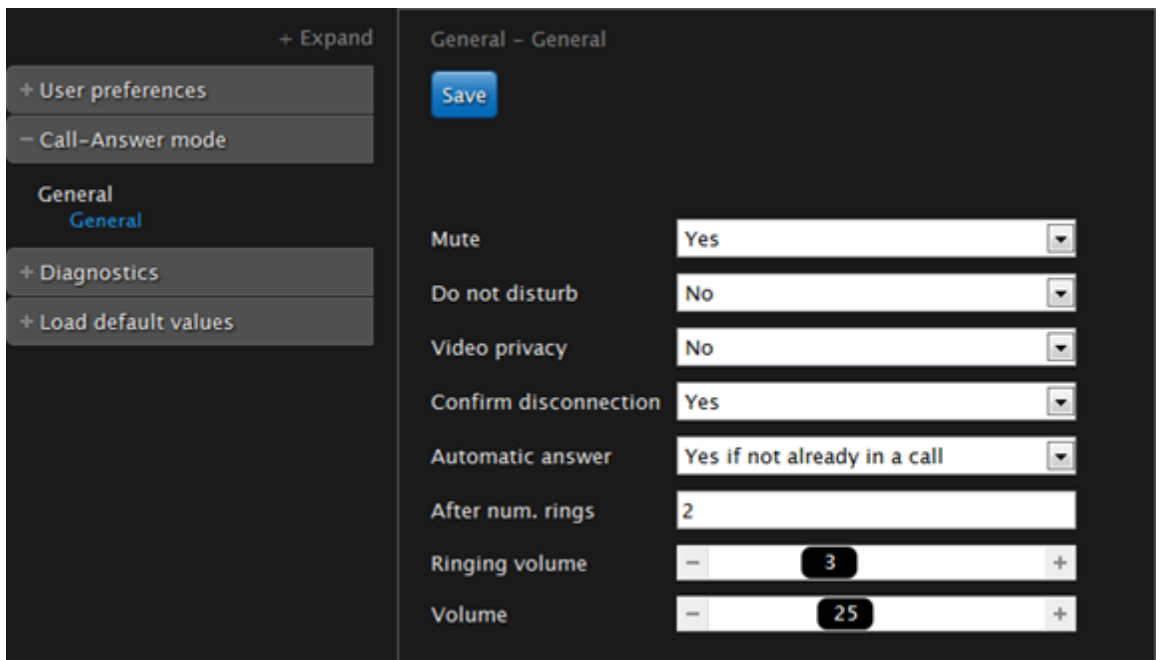 + Expand
+ User preferences
− Call-Answer mode
General
General
+ Diagnostics
+ Load default values
General – General
Save
Mute Yes
Do not disturb No
Video privacy No
Confirm disconnection Yes
Automatic answer Yes if not already in a call
After num. rings 2
Ringing volume − 3 +
Volume − 25 +